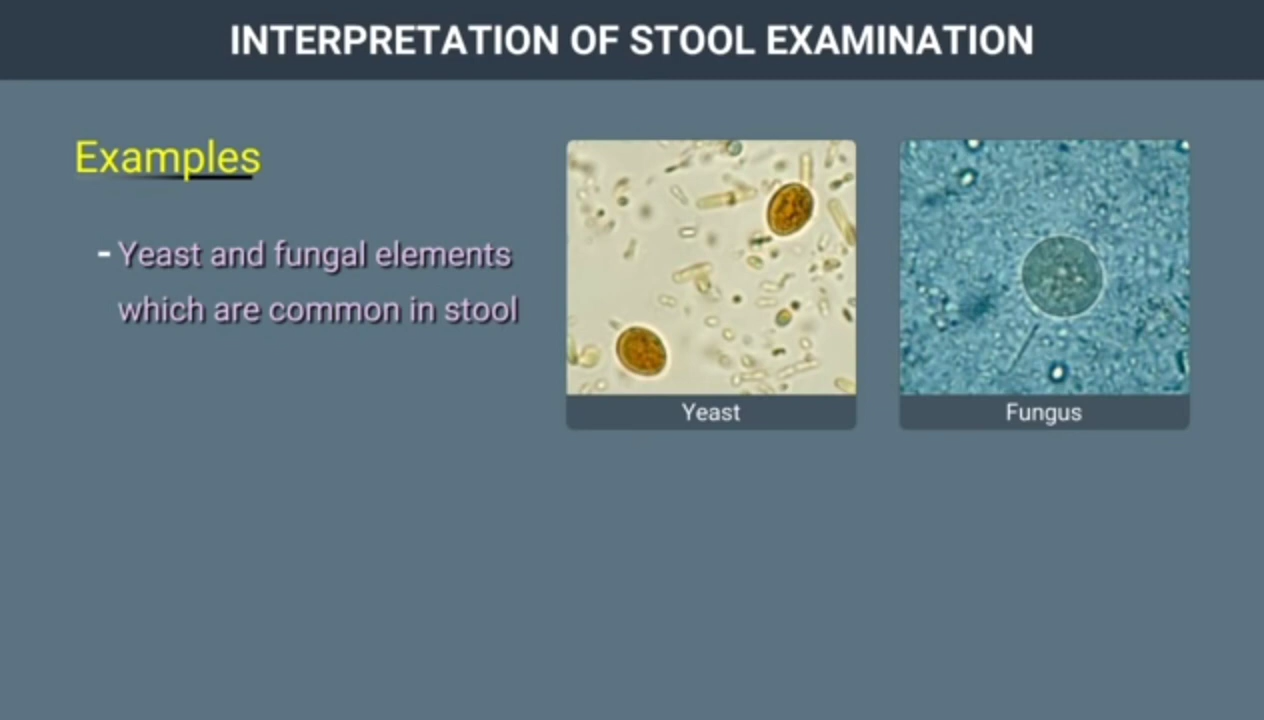 INTERPRETATION OF STOOL EXAMINATION
Examples
- Yeast and fungal elements
which are common in stool
Yeast
Fungus